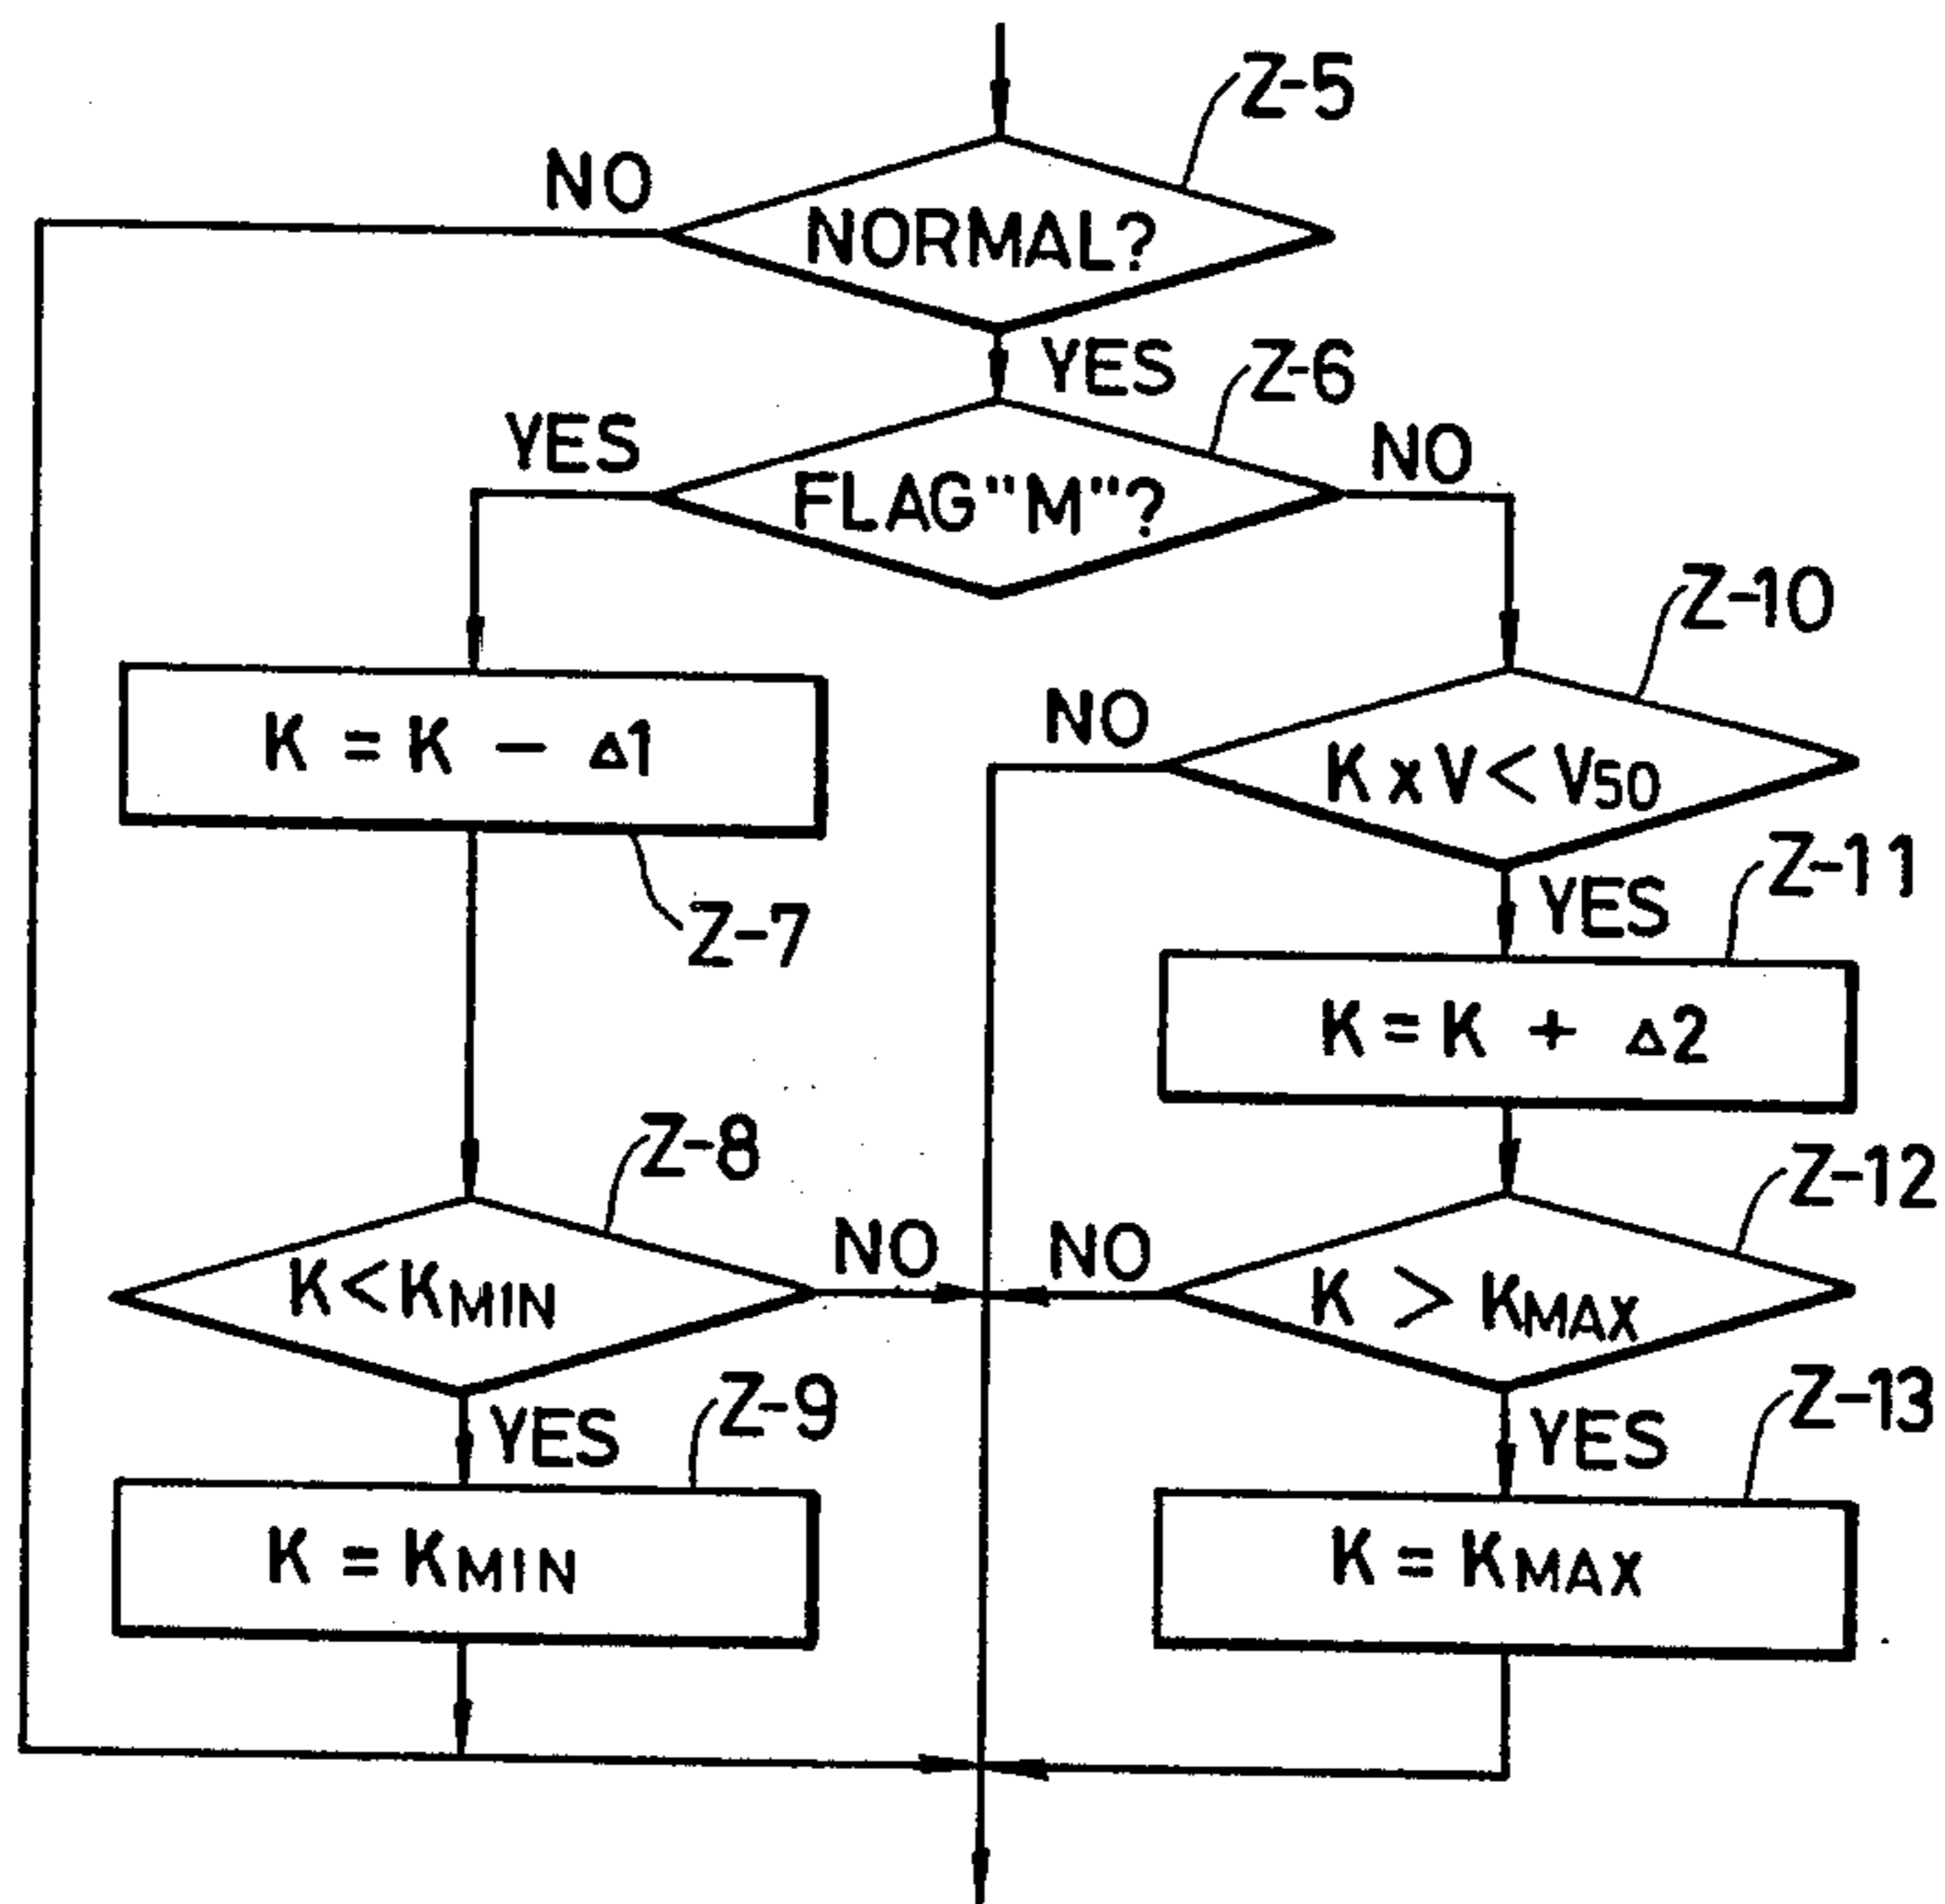 Z-5
NO
NORMAL?
YES
Z-6
YES
NO
FLAG "M"?
Z-10
K = K - Δ1
NO
K x V < V50
Z-7
Z-11
YES
K = K + Δ2
Z-8
Z-12
NO
NO
K < KMIN
K > KMAX
Z-9
Z-13
YES
YES
K = KMIN
K = KMAX